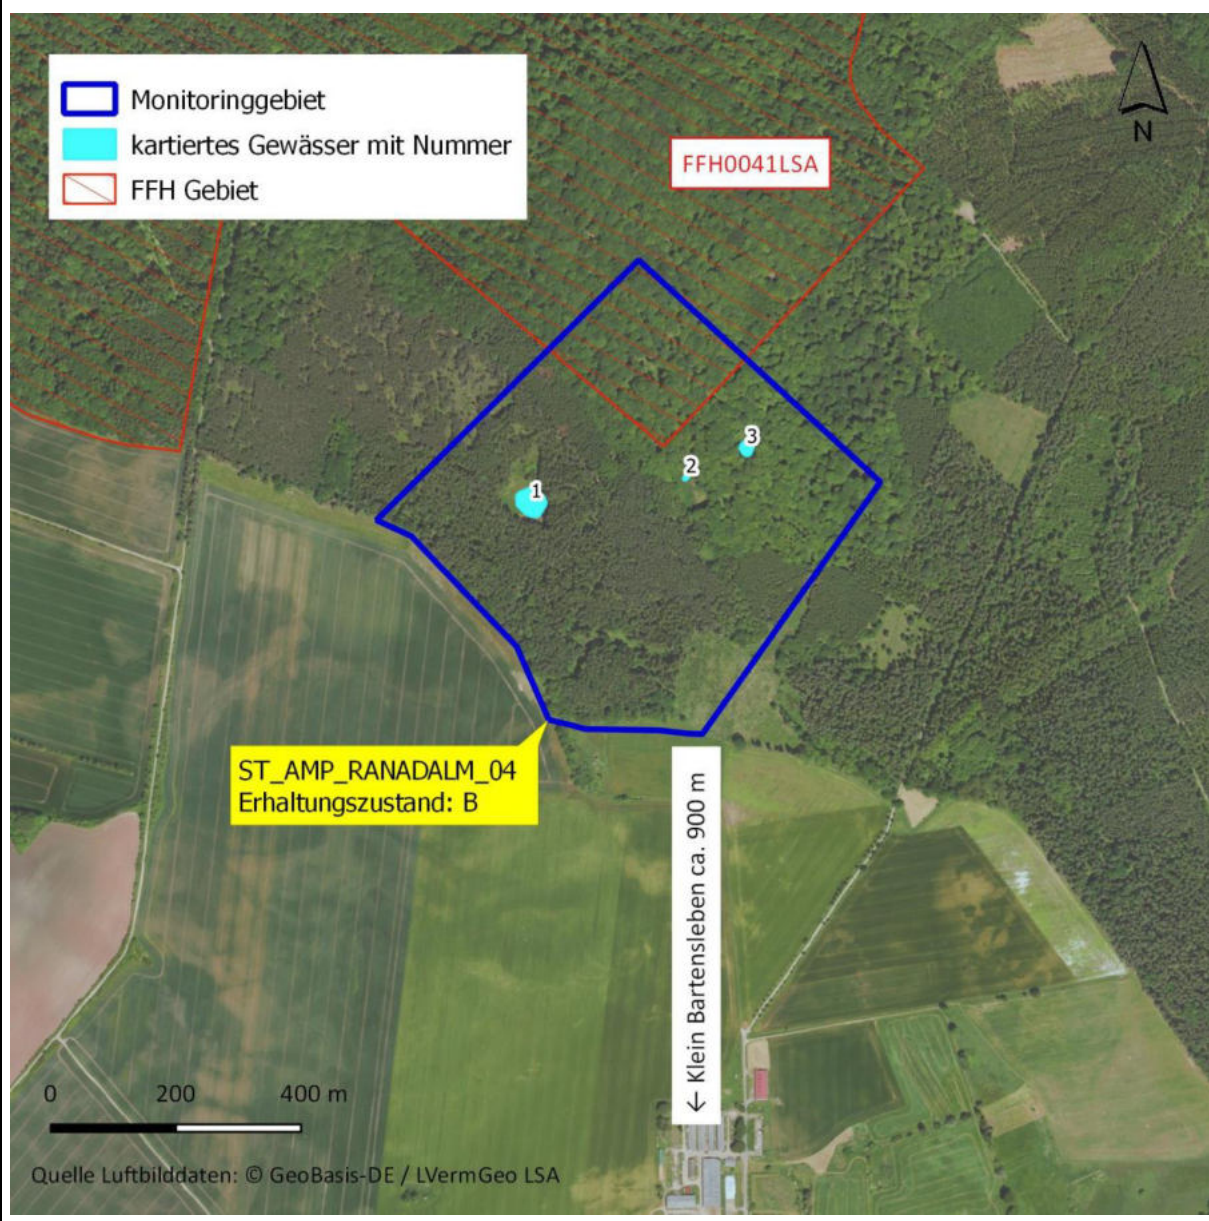 Monitoringgebiet
kartiertes Gewässer mit Nummer
FFH Gebiet
N
FFH0041LSA
3
2
1
ST_AMP_RANADALM_04
Erhaltungszustand: B
← Klein Bartensleben ca. 900 m
0 200 400 m
Quelle Luftbilddaten: © GeoBasis-DE / LVermGeo LSA